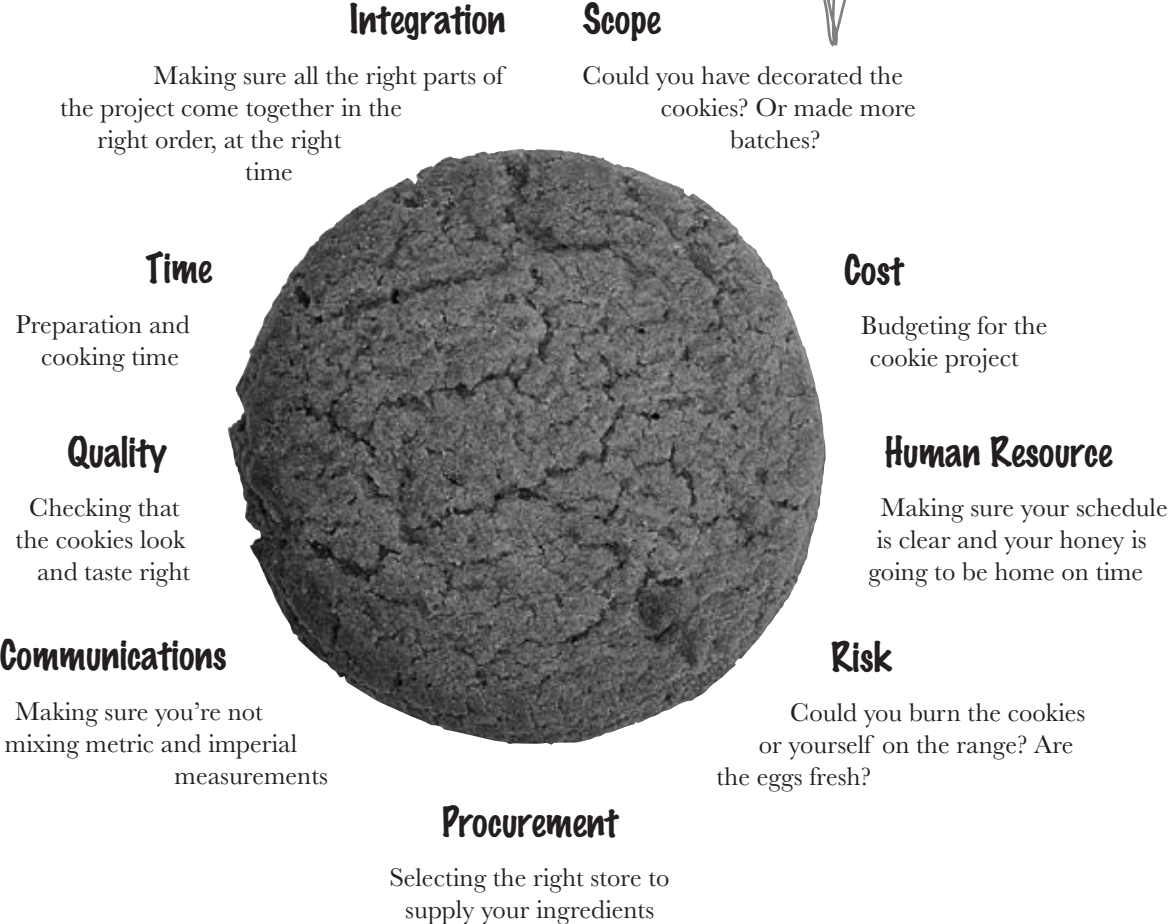 Integration
Making sure all the right parts of
the project come together in the
right order, at the right
time
Scope
Could you have decorated the
cookies? Or made more
batches?
Time
Preparation and
cooking time
Cost
Budgeting for the
cookie project
Quality
Checking that
the cookies look
and taste right
Human Resource
Making sure your schedule
is clear and your honey is
going to be home on time
Communications
Making sure you’re not
mixing metric and imperial
measurements
Risk
Could you burn the cookies
or yourself on the range? Are
the eggs fresh?
Procurement
Selecting the right store to
supply your ingredients